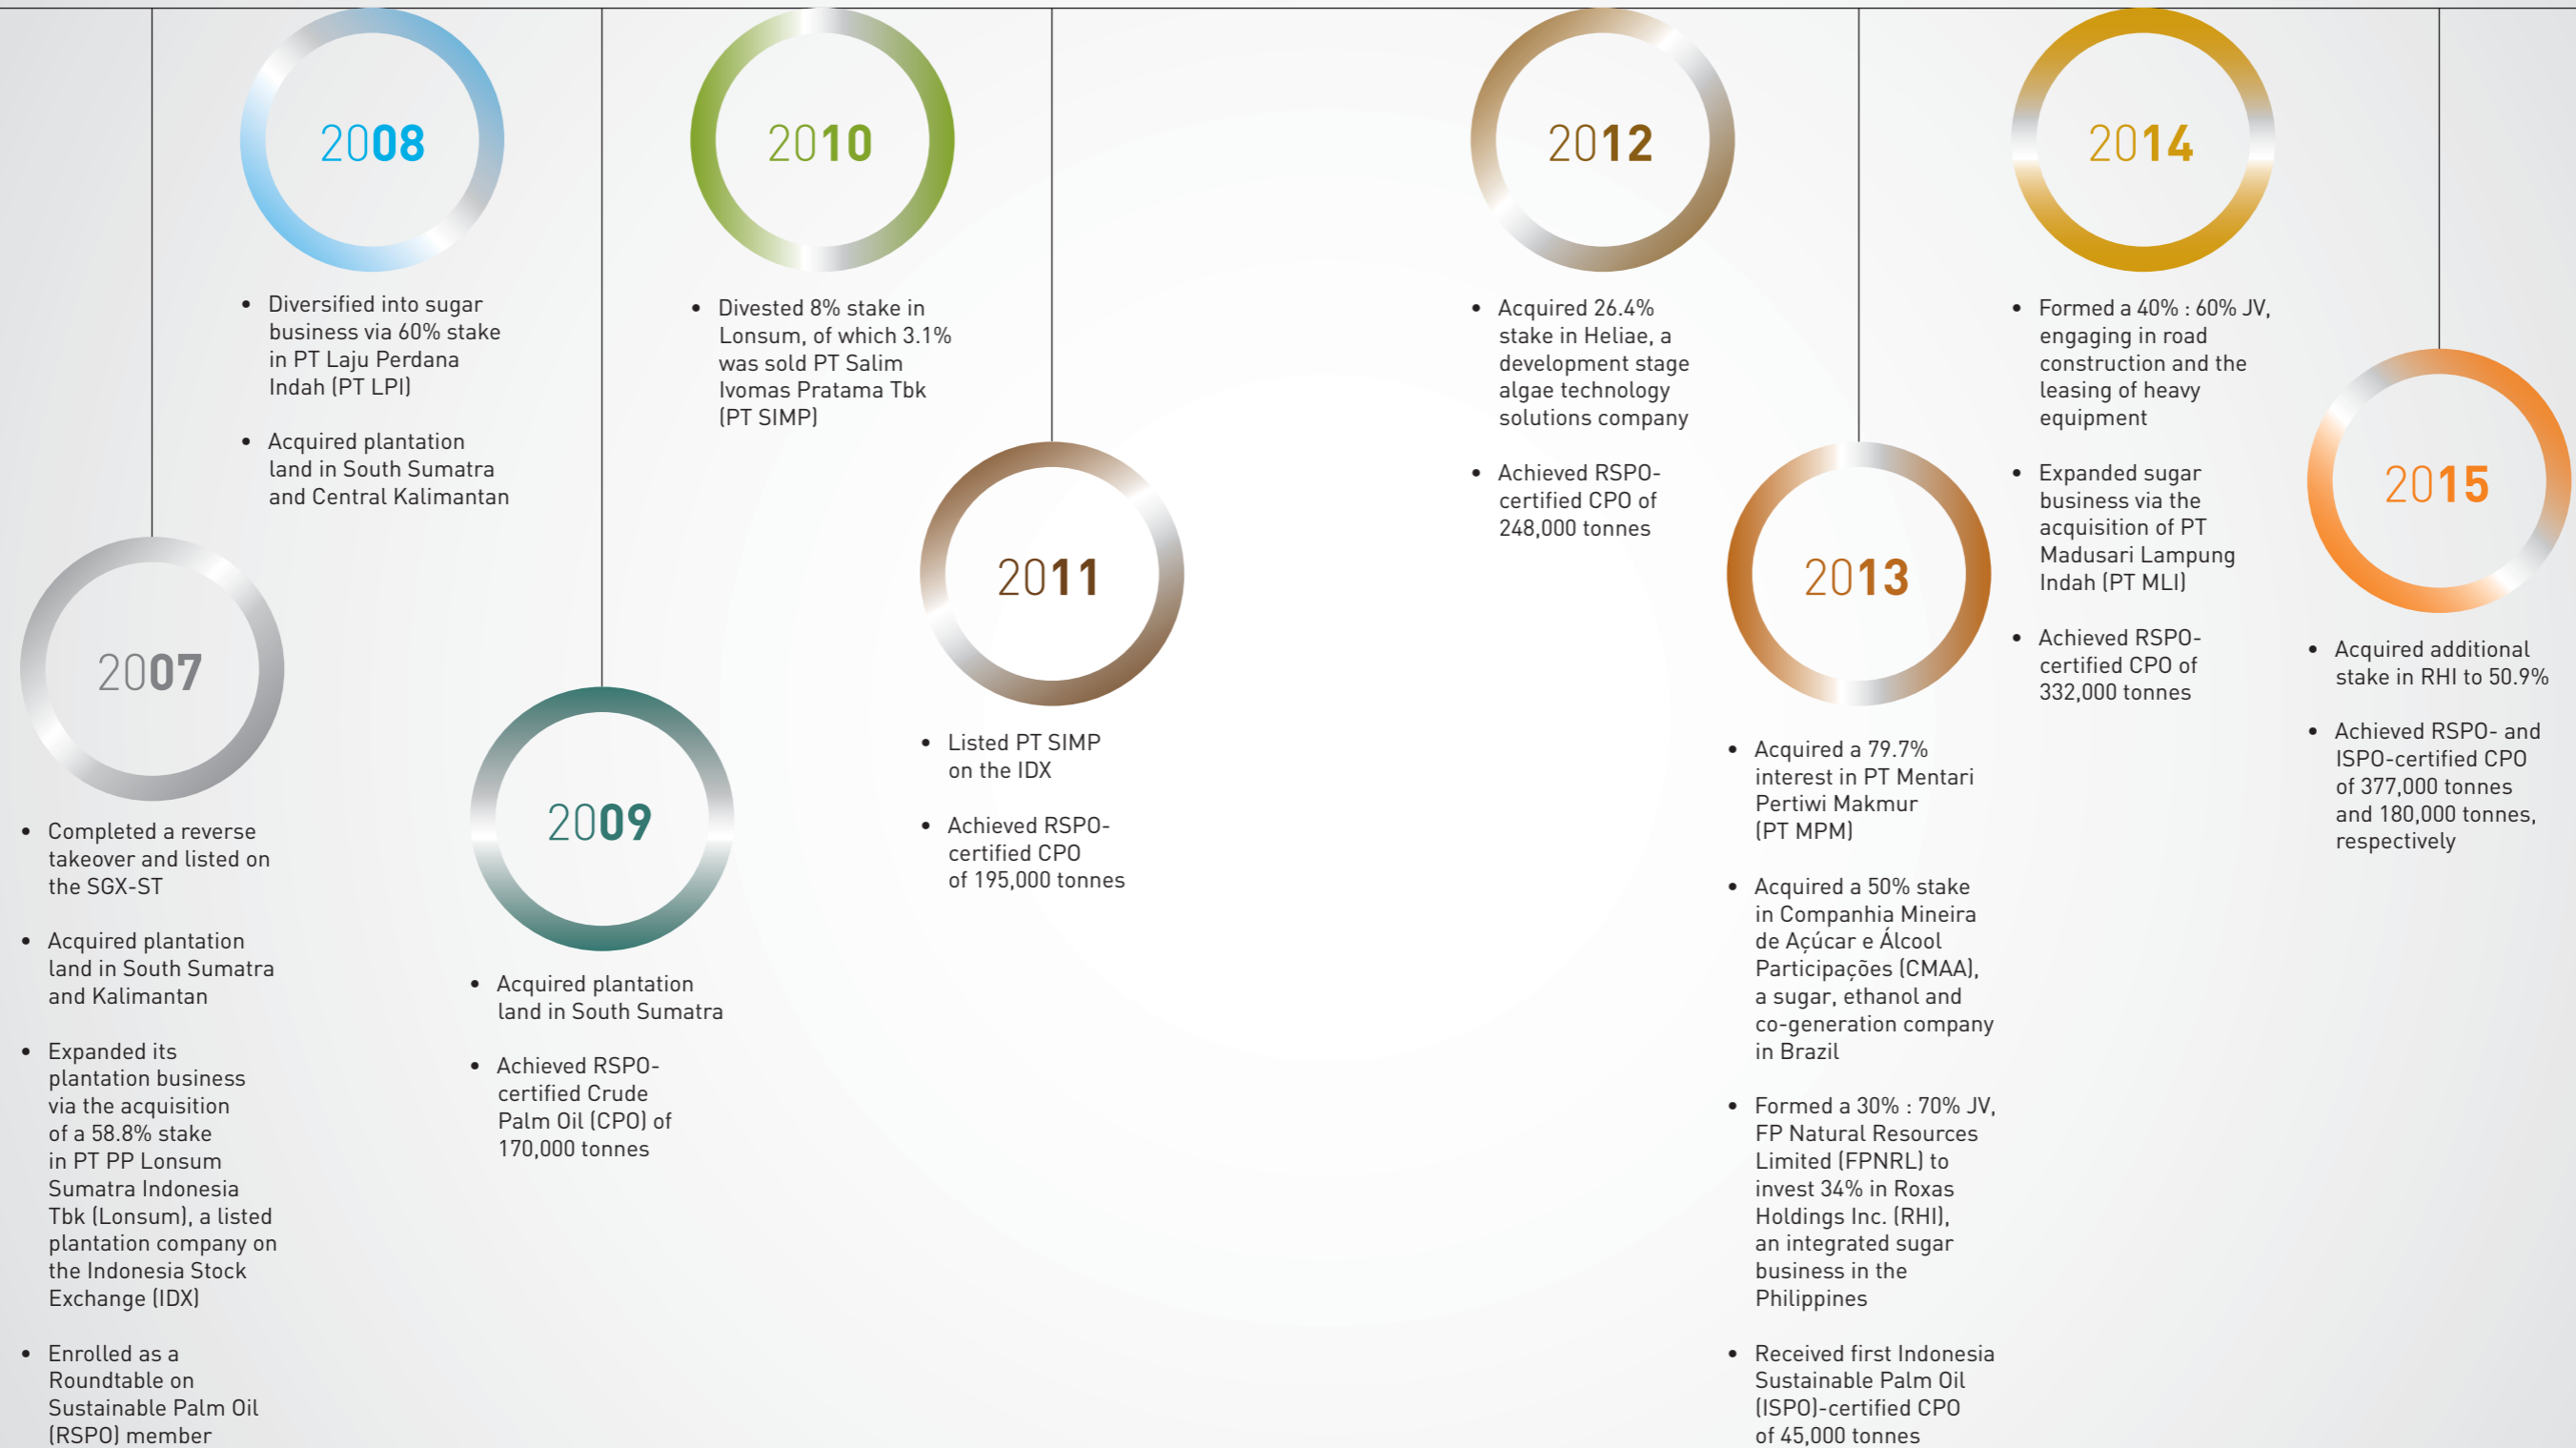 2007
• Completed a reverse
takeover and listed on
the SGX-ST
• Acquired plantation
land in South Sumatra
and Kalimantan
• Expanded its
plantation business
via the acquisition
of a 58.8% stake
in PT PP Lonsum
Sumatra Indonesia
Tbk (Lonsum), a listed
plantation company on
the Indonesia Stock
Exchange (IDX)
• Enrolled as a
Roundtable on
Sustainable Palm Oil
(RSPO) member
2008
• Diversified into sugar
business via 60% stake
in PT Laju Perdana
Indah (PT LPI)
• Acquired plantation
land in South Sumatra
and Central Kalimantan
2009
• Acquired plantation
land in South Sumatra
• Achieved RSPO-
certified Crude
Palm Oil (CPO) of
170,000 tonnes
2010
• Divested 8% stake in
Lonsum, of which 3.1%
was sold PT Salim
Ivomas Pratama Tbk
(PT SIMP)
2011
• Listed PT SIMP
on the IDX
• Achieved RSPO-
certified CPO
of 195,000 tonnes
2012
• Acquired 26.4%
stake in Heliae, a
development stage
algae technology
solutions company
• Achieved RSPO-
certified CPO of
248,000 tonnes
2013
• Acquired a 79.7%
interest in PT Mentari
Pertiwi Makmur
(PT MPM)
• Acquired a 50% stake
in Companhia Mineira
de Açúcar e Álcool
Participações (CMAA),
a sugar, ethanol and
co-generation company
in Brazil
• Formed a 30% : 70% JV,
FP Natural Resources
Limited (FPNRL) to
invest 34% in Roxas
Holdings Inc. (RHI),
an integrated sugar
business in the
Philippines
• Received first Indonesia
Sustainable Palm Oil
(ISPO)-certified CPO
of 45,000 tonnes
2014
• Formed a 40% : 60% JV,
engaging in road
construction and the
leasing of heavy
equipment
• Expanded sugar
business via the
acquisition of PT
Madusari Lampung
Indah (PT MLI)
• Achieved RSPO-
certified CPO of
332,000 tonnes
2015
• Acquired additional
stake in RHI to 50.9%
• Achieved RSPO- and
ISPO-certified CPO
of 377,000 tonnes
and 180,000 tonnes,
respectively